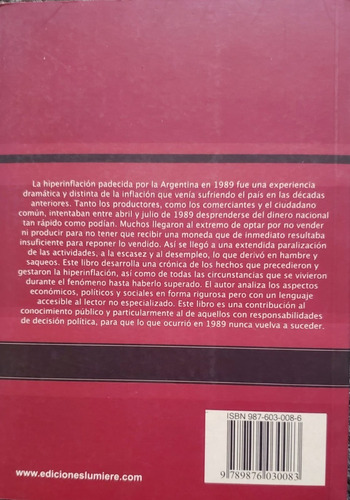 La hiperinflación padecida por la Argentina en 1989 fue una experiencia
dramática y distinta de la inflación que venía sufriendo el país en las décadas
anteriores. Tanto los productores, como los comerciantes y el ciudadano
común, intentaban entre abril y julio de 1989 desprenderse del dinero nacional
tan rápido como podían. Muchos llegaron al extremo de optar por no vender
ni producir para no tener que recibir una moneda que de inmediato resultaba
insuficiente para reponer lo vendido. Así se llegó a una extendida paralización
de las actividades, a la escasez y al desempleo, lo que derivó en hambre y
saqueos. Este libro desarrolla una crónica de los hechos que precedieron y
gestaron la hiperinflación, así como de todas las circunstancias que se vivieron
durante el fenómeno hasta haberlo superado. El autor analiza los aspectos
económicos, políticos y sociales en forma rigurosa pero con un lenguaje
accesible al lector no especializado. Este libro es una contribución al
conocimiento público y particularmente al de aquellos con responsabilidades
de decisión política, para que lo que ocurrió en 1989 nunca vuelva a suceder.
ISBN 987-603-008-6
9 789876 030083
www.edicioneslumiere.com